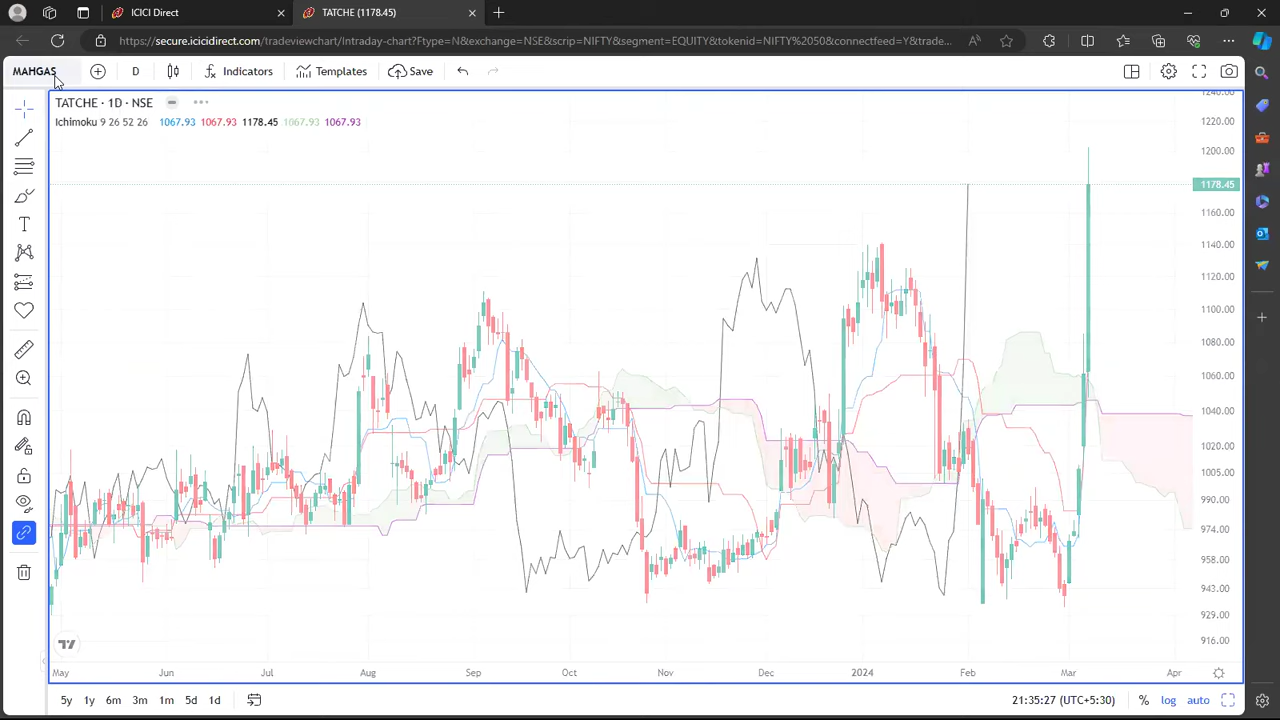 ICICI Direct
TATCHE (1178.45)
https://secure.icicidirect.com/tradeviewchart/Intraday-chart?Ftype=N&exchange=NSE&scrip=NIFTY&segment=EQUITY&tokenid=NIFTY%2050&connectfeed=Y&trade...
MAHGAS
D
Indicators
Templates
Save
TATCHE · 1D · NSE
Ichimoku 9 26 52 26 1067.93 1067.93 1178.45 1067.93 1067.93
1240.00
1220.00
1200.00
1178.45
1160.00
1140.00
1120.00
1100.00
1080.00
1060.00
1040.00
1020.00
1005.00
990.00
974.00
958.00
943.00
929.00
916.00
May Jun Jul Aug Sep Oct Nov Dec 2024 Feb Mar Apr
5y 1y 6m 3m 1m 5d 1d
21:35:27 (UTC+5:30)
% log auto